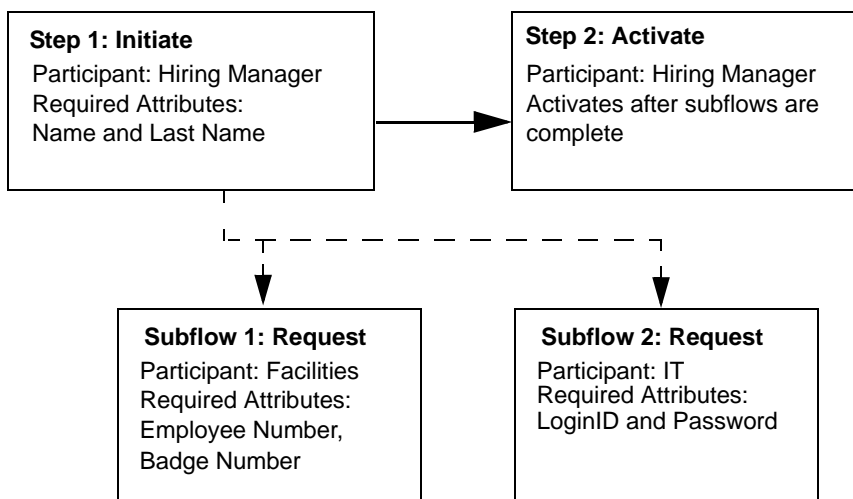 Step 1: Initiate
Participant: Hiring Manager
Required Attributes:
Name and Last Name
Step 2: Activate
Participant: Hiring Manager
Activates after subflows are
complete
Subflow 1: Request
Participant: Facilities
Required Attributes:
Employee Number,
Badge Number
Subflow 2: Request
Participant: IT
Required Attributes:
LoginID and Password